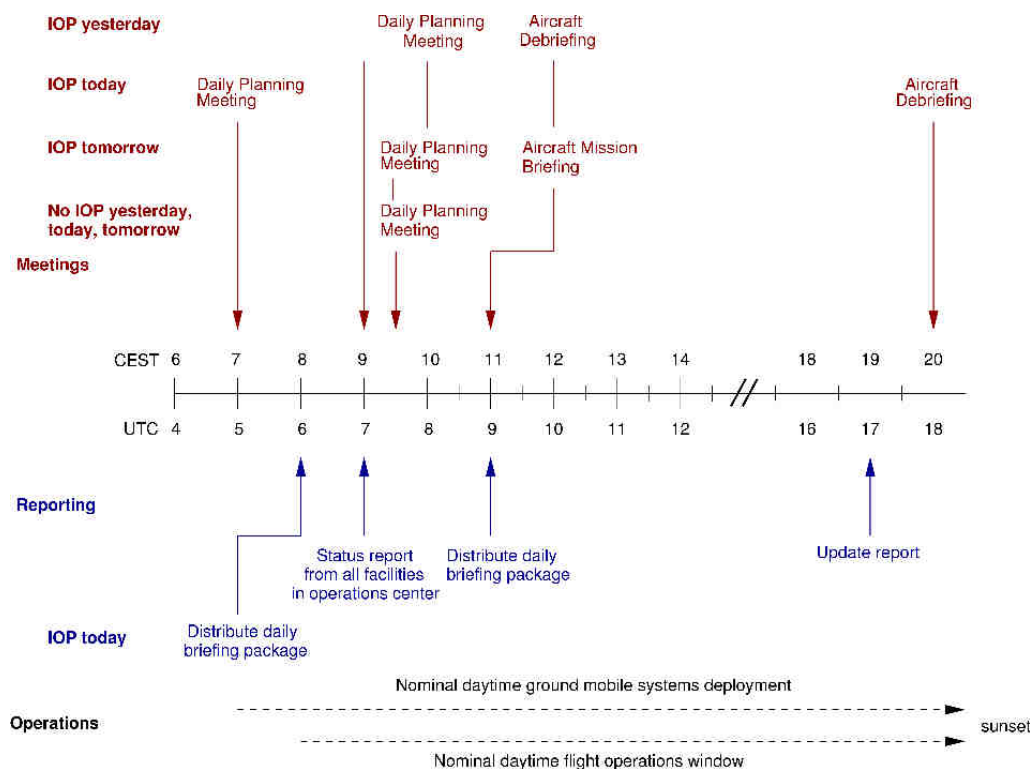 IOP yesterday
Daily Planning
Meeting
Aircraft
Debriefing
IOP today
Daily Planning
Meeting
Aircraft
Debriefing
IOP tomorrow
Daily Planning
Meeting
Aircraft Mission
Briefing
No IOP yesterday,
today, tomorrow
Daily Planning
Meeting
Meetings
CEST 6 7 8 9 10 11 12 13 14 18 19 20
UTC 4 5 6 7 8 9 10 11 12 16 17 18
Reporting
Status report
from all facilities
in operations center
Distribute daily
briefing package
Update report
IOP today
Distribute daily
briefing package
Nominal daytime ground mobile systems deployment
Operations
sunset
Nominal daytime flight operations window